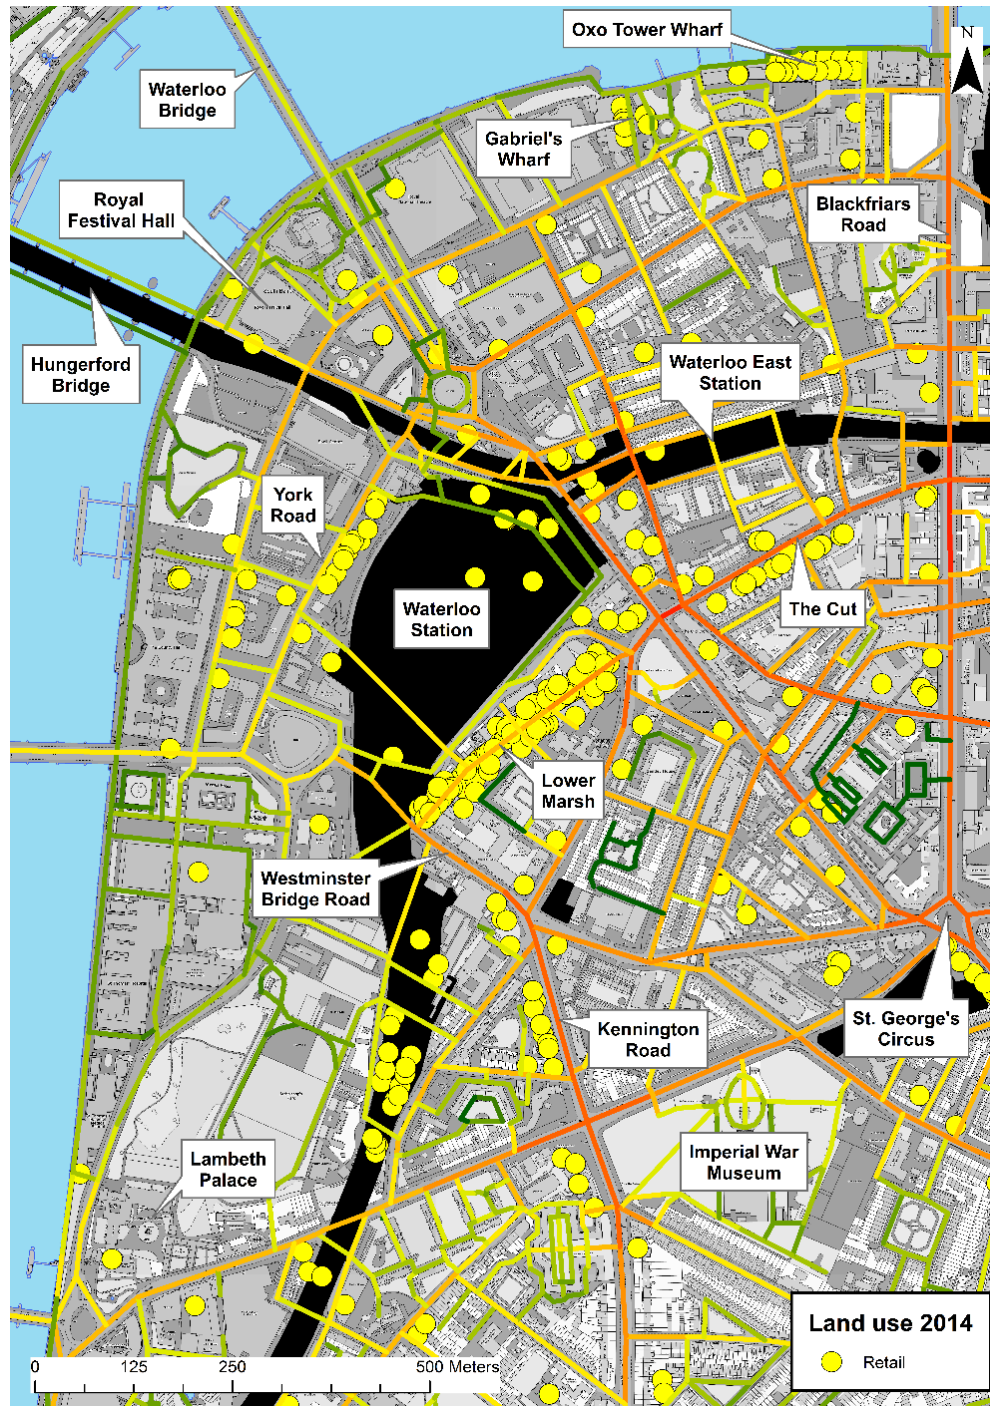 Oxo Tower Wharf
N
Waterloo
Bridge
Gabriel's
Wharf
Royal
Festival Hall
Blackfriars
Road
Hungerford
Bridge
Waterloo East
Station
York
Road
Waterloo
Station
The Cut
Lower
Marsh
Westminster
Bridge Road
Kennington
Road
St. George's
Circus
Lambeth
Palace
Imperial War
Museum
Land use 2014
Retail
0 125 250 500 Meters